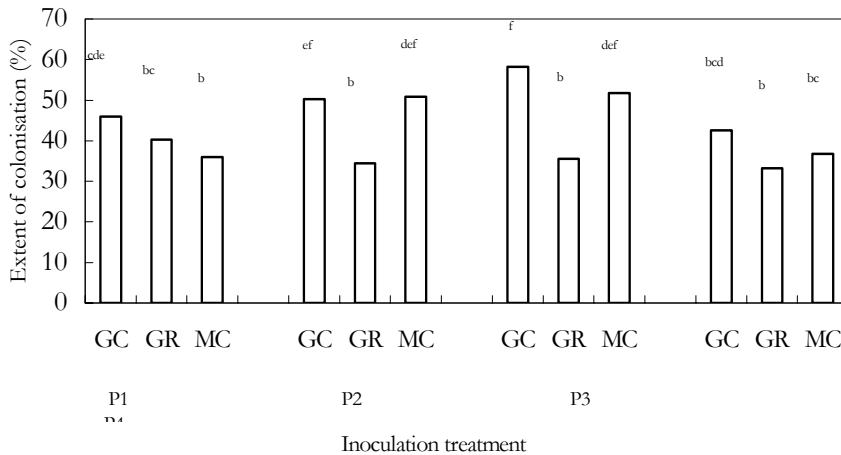 70
f
cde
ef
def
def
60
bc
b
b
b
bcd
b
bc
50
40
30
20
10
0
Extent of colonisation (%)
GC GR MC GC GR MC GC GR MC GC GR MC
P1 P2 P3
P4
Inoculation treatment